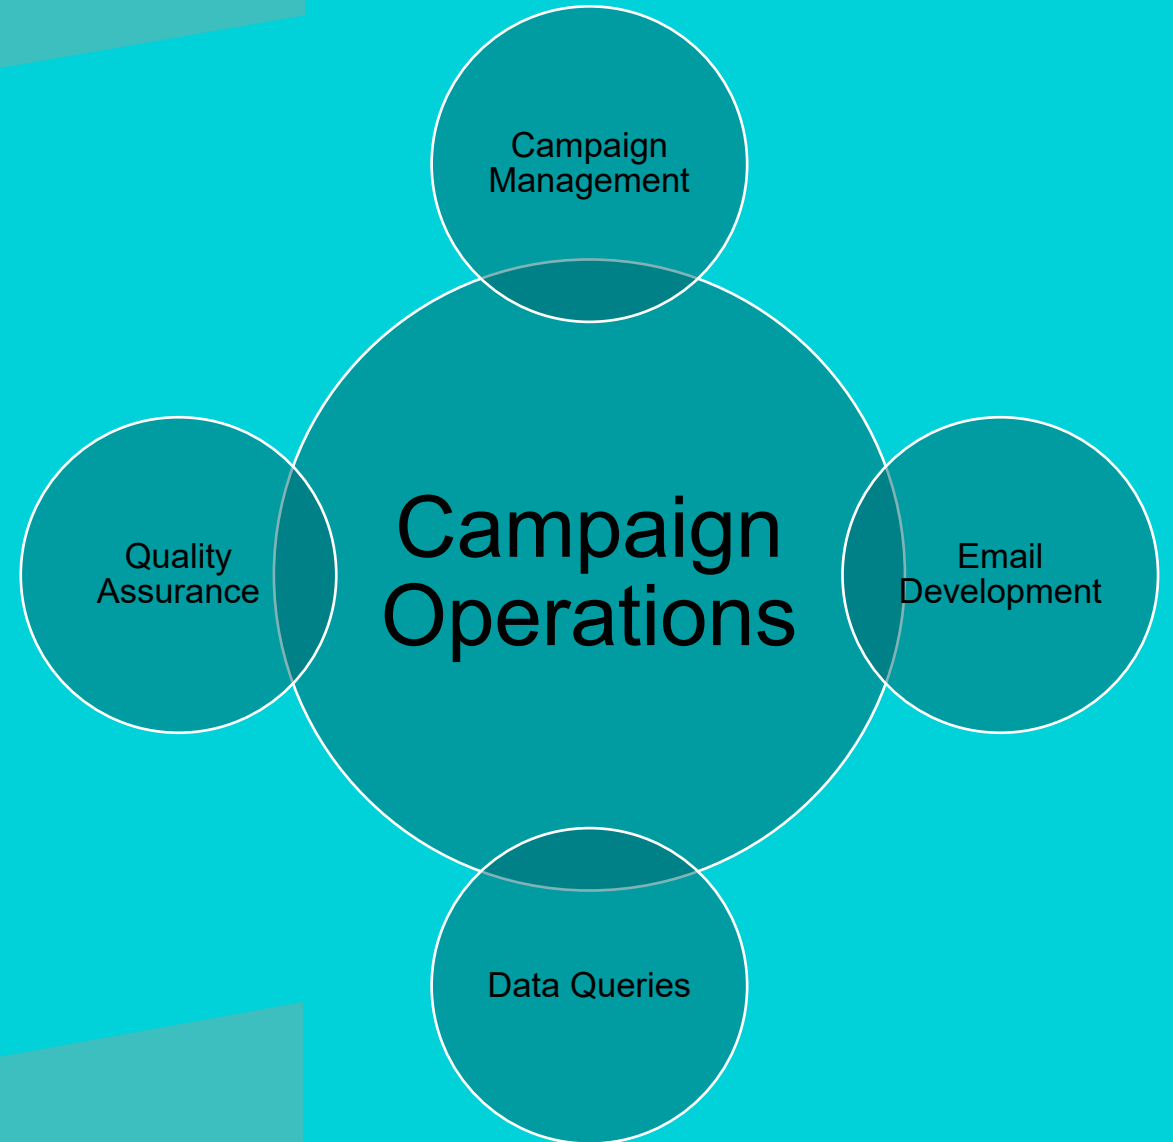 Campaign
Management
Quality
Assurance
Campaign
Operations
Email
Development
Data Queries